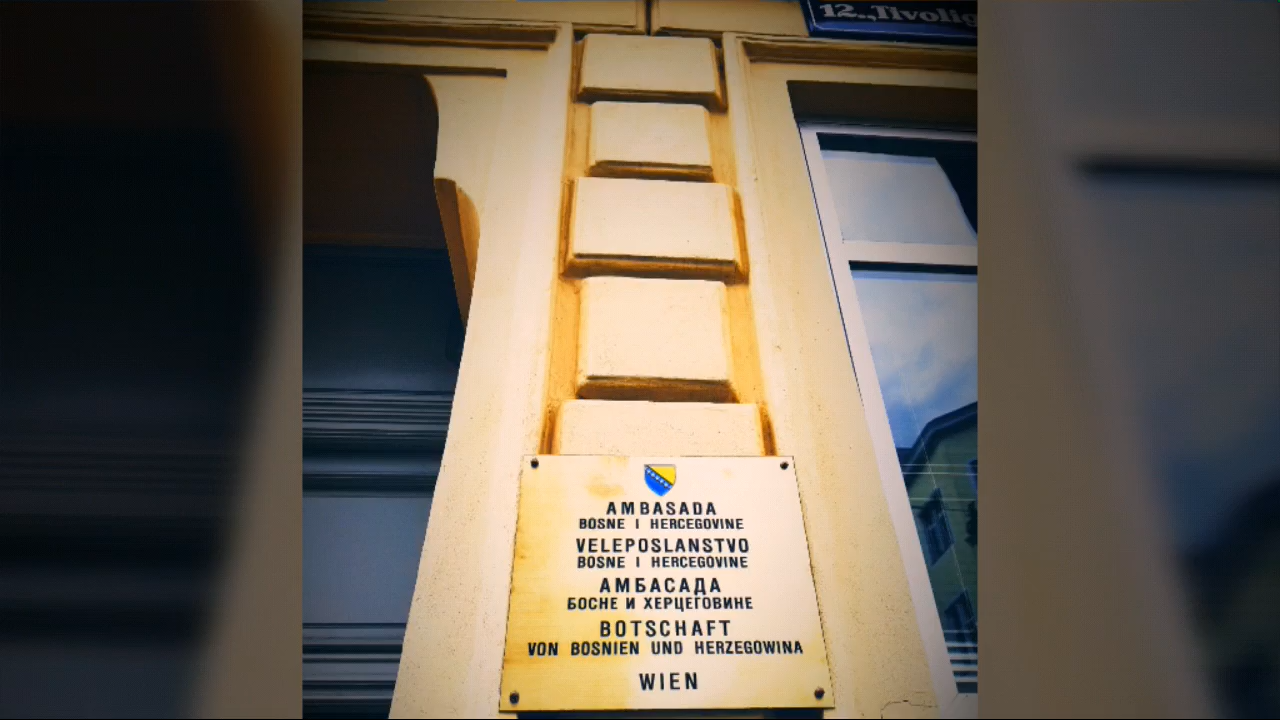 12., Tivolig
AMBASADA
BOSNE I HERCEGOVINE
VELEPOSLANSTVO
BOSNE I HERCEGOVINE
АМБАСАДА
БОСНЕ И ХЕРЦЕГОВИНЕ
BOTSCHAFT
VON BOSNIEN UND HERZEGOWINA
WIEN